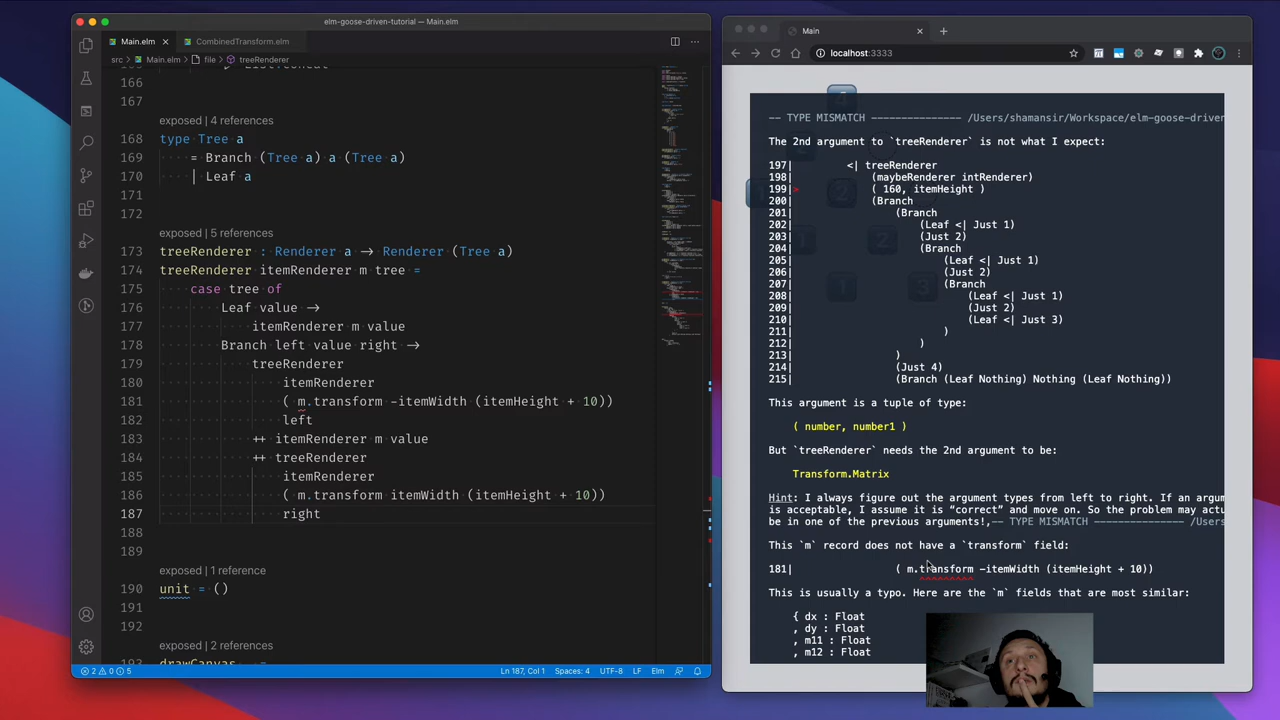 elm-goose-driven-tutorial — Main.elm
Main.elm
CombinedTransform.elm
src > Main.elm > file > treeRenderer
166
167
exposed | 4 references
168 type Tree a
169 = Branch (Tree a) a (Tree a)
170 | Leaf a
171
172
exposed | 5 references
173 treeRenderer : Renderer a → Renderer (Tree a)
174 treeRenderer itemRenderer m tree =
175 case tree of
176 Leaf value →
177 itemRenderer m value
178 Branch left value right →
179 treeRenderer
180 itemRenderer
181 ( m.transform -itemWidth (itemHeight + 10))
182 left
183 ++ itemRenderer m value
184 ++ treeRenderer
185 itemRenderer
186 ( m.transform itemWidth (itemHeight + 10))
187 right
188
189
exposed | 1 reference
190 unit = ()
191
192
exposed | 2 references
193 drawCanvas =
2 0 5
Ln 187, Col 1
Spaces: 4
UTF-8
LF
Elm
Main
localhost:3333
-- TYPE MISMATCH --------------- /Users/shamansir/Workspace/elm-goose-driven
The 2nd argument to `treeRenderer` is not what I expect:
197| <| treeRenderer
198| (maybeRenderer intRenderer)
199|> ( 160, itemHeight )
200| (Branch
201| (Branch
202| (Leaf <| Just 1)
203| (Just 2)
204| (Branch
205| (Leaf <| Just 1)
206| (Just 2)
207| (Branch
208| (Leaf <| Just 1)
209| (Just 2)
210| (Leaf <| Just 3)
211| )
212| )
213| )
214| (Just 4)
215| (Branch (Leaf Nothing) Nothing (Leaf Nothing))
This argument is a tuple of type:
( number, number1 )
But `treeRenderer` needs the 2nd argument to be:
Transform.Matrix
Hint: I always figure out the argument types from left to right. If an argum
is acceptable, I assume it is “correct” and move on. So the problem may actu
be in one of the previous arguments!,-- TYPE MISMATCH --------------- /Users
This `m` record does not have a `transform` field:
181| ( m.transform -itemWidth (itemHeight + 10))
^^^^^^^^^
This is usually a typo. Here are the `m` fields that are most similar:
{ dx : Float
, dy : Float
, m11 : Float
, m12 : Float